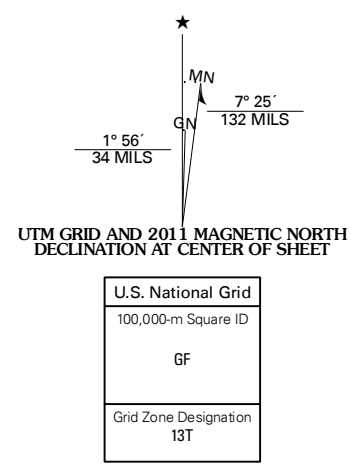 ★
MN
GN
7° 25´
132 MILS
1° 56´
34 MILS
UTM GRID AND 2011 MAGNETIC NORTH
DECLINATION AT CENTER OF SHEET
U.S. National Grid
100,000-m Square ID
GF
Grid Zone Designation
13T